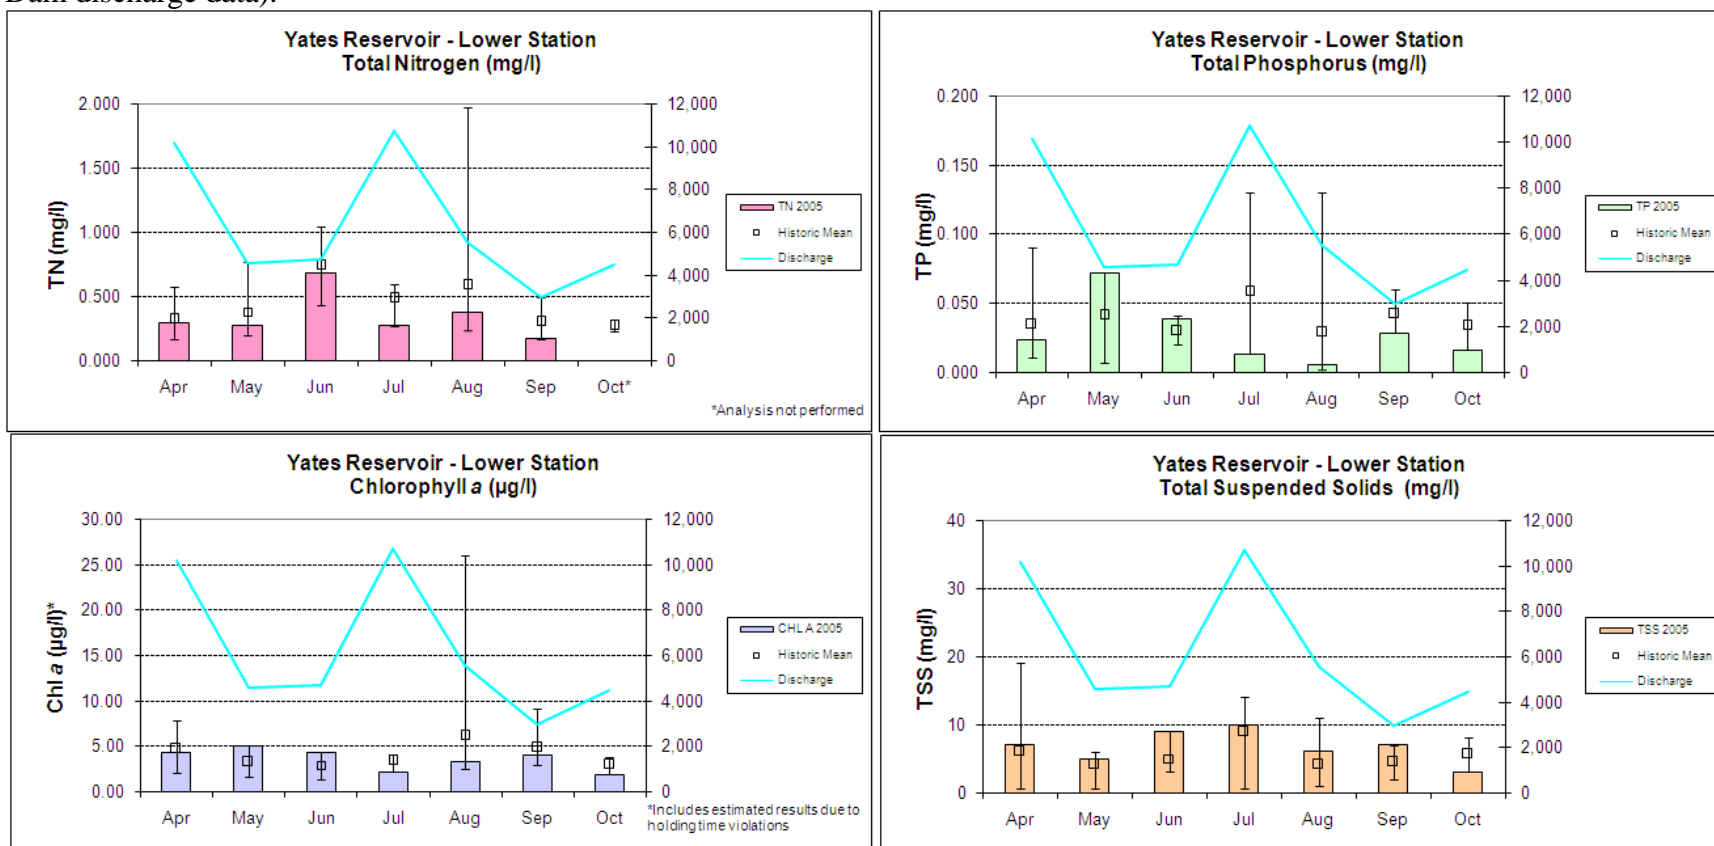 Dam discharge data).
Yates Reservoir - Lower Station
Total Nitrogen (mg/l)
TN (mg/l)
2.000
1.500
1.000
0.500
0.000
12,000
10,000
8,000
6,000
4,000
2,000
0
Apr May Jun Jul Aug Sep Oct*
TN 2005
Historic Mean
Discharge
*Analysis not performed
Yates Reservoir - Lower Station
Total Phosphorus (mg/l)
TP (mg/l)
0.200
0.150
0.100
0.050
0.000
12,000
10,000
8,000
6,000
4,000
2,000
0
Apr May Jun Jul Aug Sep Oct
TP 2005
Historic Mean
Discharge
Yates Reservoir - Lower Station
Chlorophyll a (µg/l)
Chl a (µg/l)*
30.00
25.00
20.00
15.00
10.00
5.00
0.00
12,000
10,000
8,000
6,000
4,000
2,000
0
Apr May Jun Jul Aug Sep Oct
CHL A 2005
Historic Mean
Discharge
*Includes estimated results due to
holding time violations
Yates Reservoir - Lower Station
Total Suspended Solids (mg/l)
TSS (mg/l)
40
30
20
10
0
12,000
10,000
8,000
6,000
4,000
2,000
0
Apr May Jun Jul Aug Sep Oct
TSS 2005
Historic Mean
Discharge